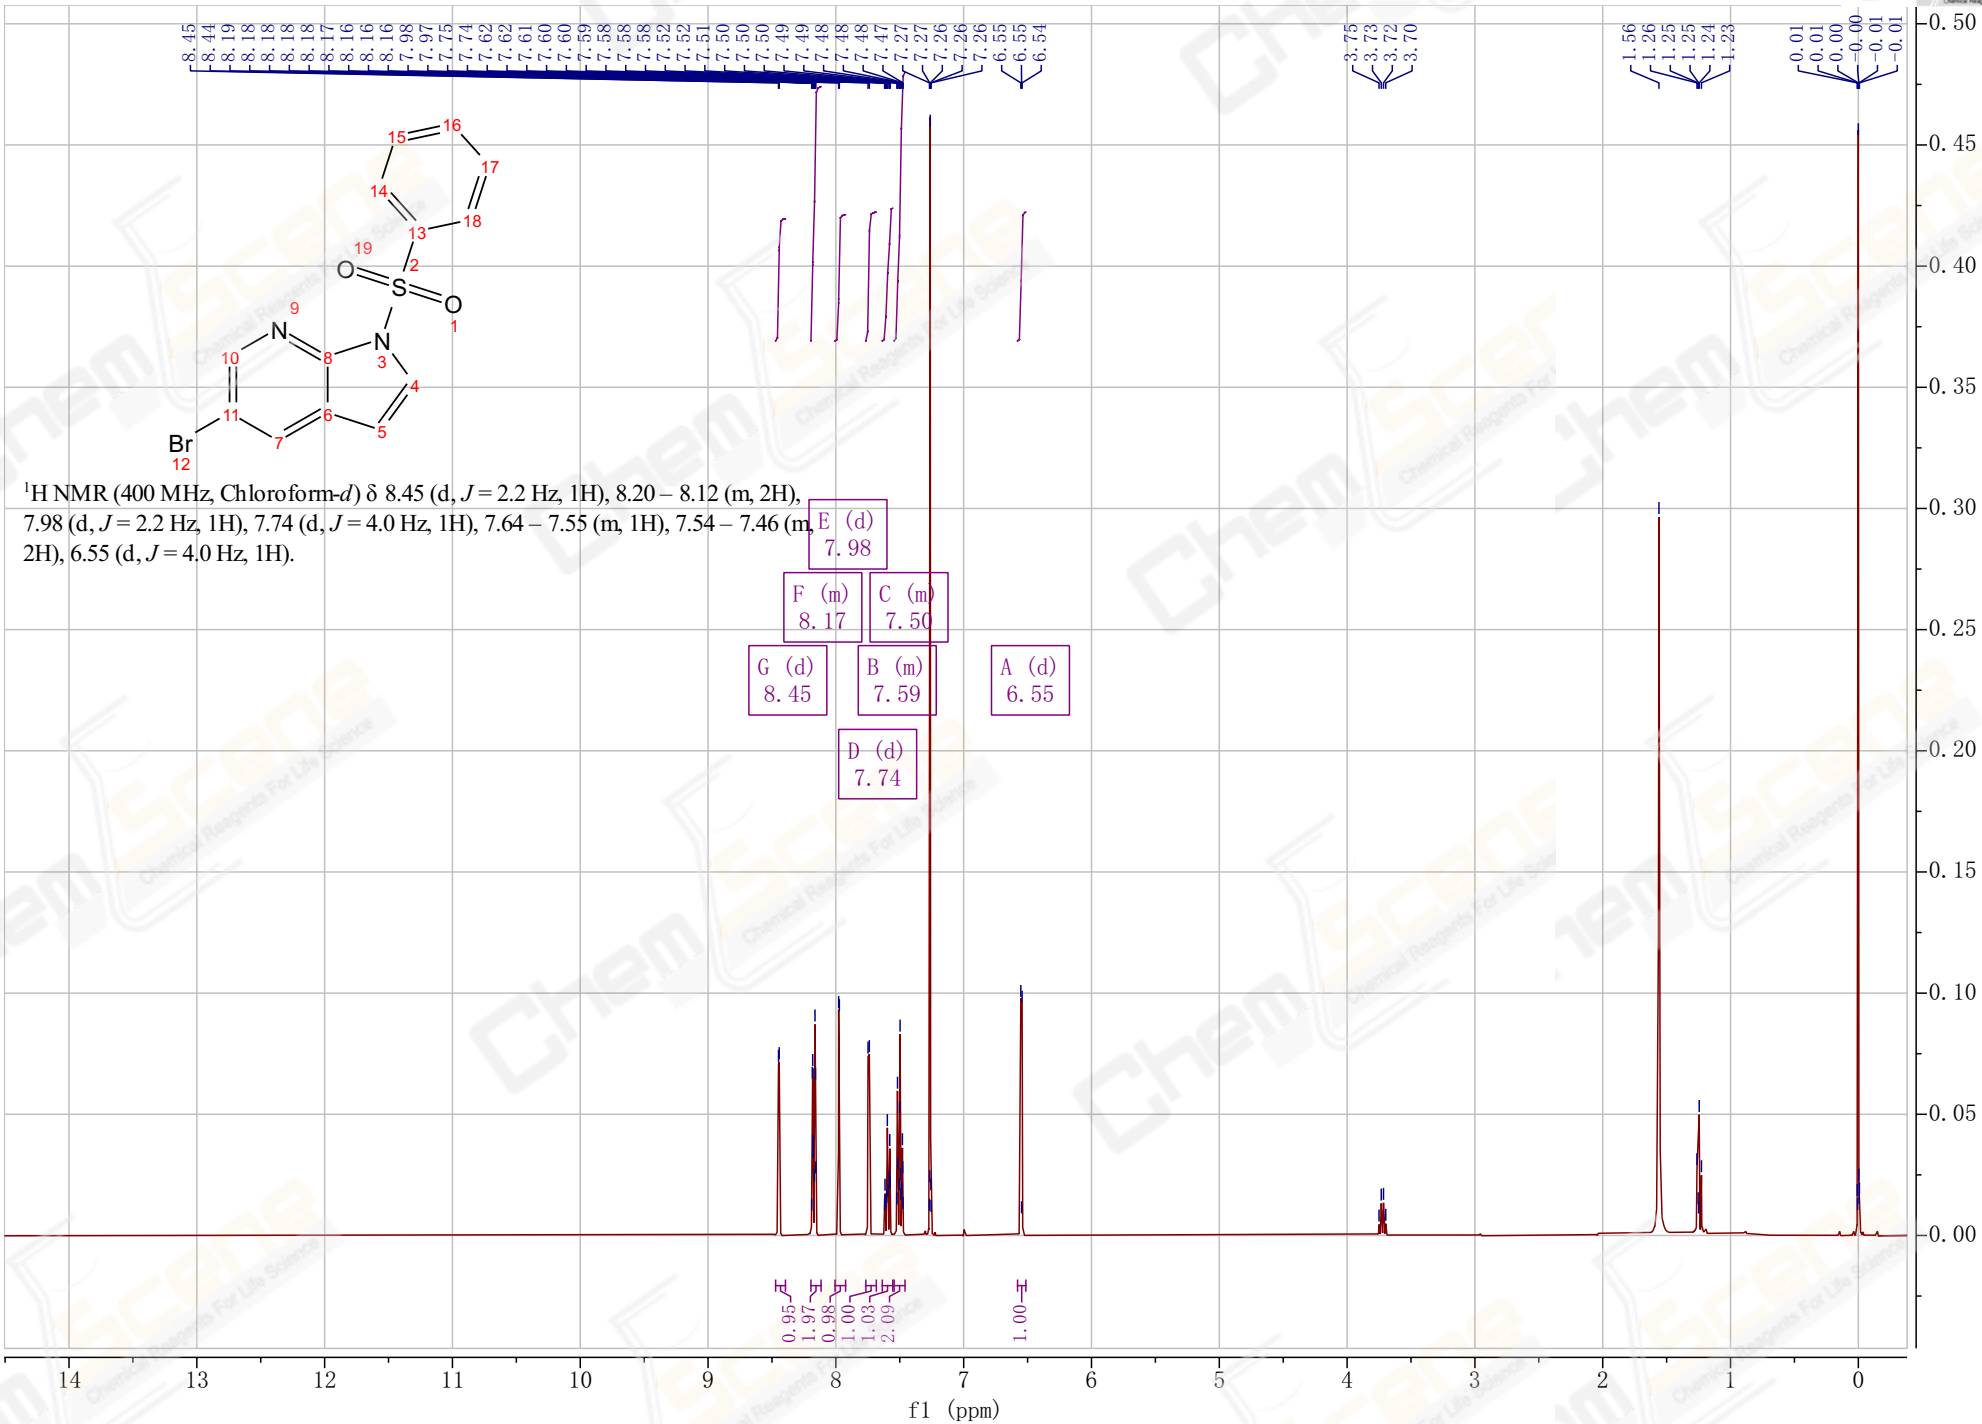 8.45 8.44 8.19 8.18 8.18 8.18 8.18 8.17 8.16 8.16 8.16 7.98 7.97 7.75 7.74 7.62 7.62 7.61 7.60 7.60 7.59 7.58 7.58 7.58 7.52 7.52 7.51 7.50 7.50 7.50 7.49 7.49 7.48 7.48 7.48 7.47 7.27 7.27 7.26 7.26 7.26 6.55 6.55 6.54 3.75 3.73 3.72 3.70 1.56 1.26 1.25 1.25 1.24 1.23 0.01 0.01 0.00 -0.00 -0.01 -0.01
16
15
17
14
18
13
19
2
O
S
O
1
9
N
N
3
10
8
4
11
6
5
7
Br
12
¹H NMR (400 MHz, Chloroform-d) δ 8.45 (d, J = 2.2 Hz, 1H), 8.20 – 8.12 (m, 2H),
7.98 (d, J = 2.2 Hz, 1H), 7.74 (d, J = 4.0 Hz, 1H), 7.64 – 7.55 (m, 1H), 7.54 – 7.46 (m,
2H), 6.55 (d, J = 4.0 Hz, 1H).
E (d)
7.98
F (m)
8.17
C (m)
7.50
G (d)
8.45
B (m)
7.59
A (d)
6.55
D (d)
7.74
0.50
0.45
0.40
0.35
0.30
0.25
0.20
0.15
0.10
0.05
0.00
0.95 1.97 0.98 1.00 1.03 2.09 1.00
14 13 12 11 10 9 8 7 6 5 4 3 2 1 0
f1 (ppm)
ChemScene
Chemical Reagents For Life Science